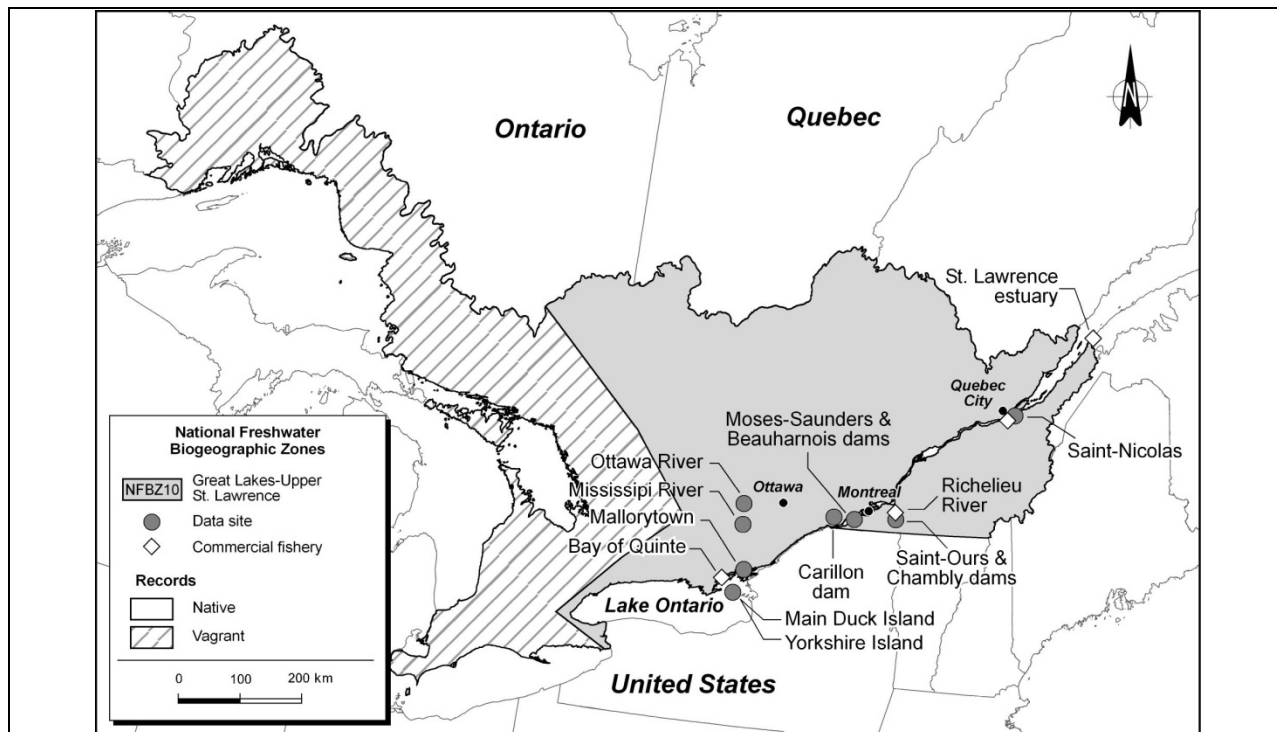 Ontario
Quebec
N
St. Lawrence
estuary
Quebec
City
Moses-Saunders &
Beauharnois dams
Saint-Nicolas
Ottawa River
Ottawa
Montreal
Richelieu
River
Mississipi River
Mallorytown
Bay of Quinte
Carillon
dam
Saint-Ours &
Chambly dams
Lake Ontario
Main Duck Island
Yorkshire Island
United States
National Freshwater
Biogeographic Zones
NFBZ10
Great Lakes-Upper
St. Lawrence
Data site
Commercial fishery
Records
Native
Vagrant
0 100 200 km